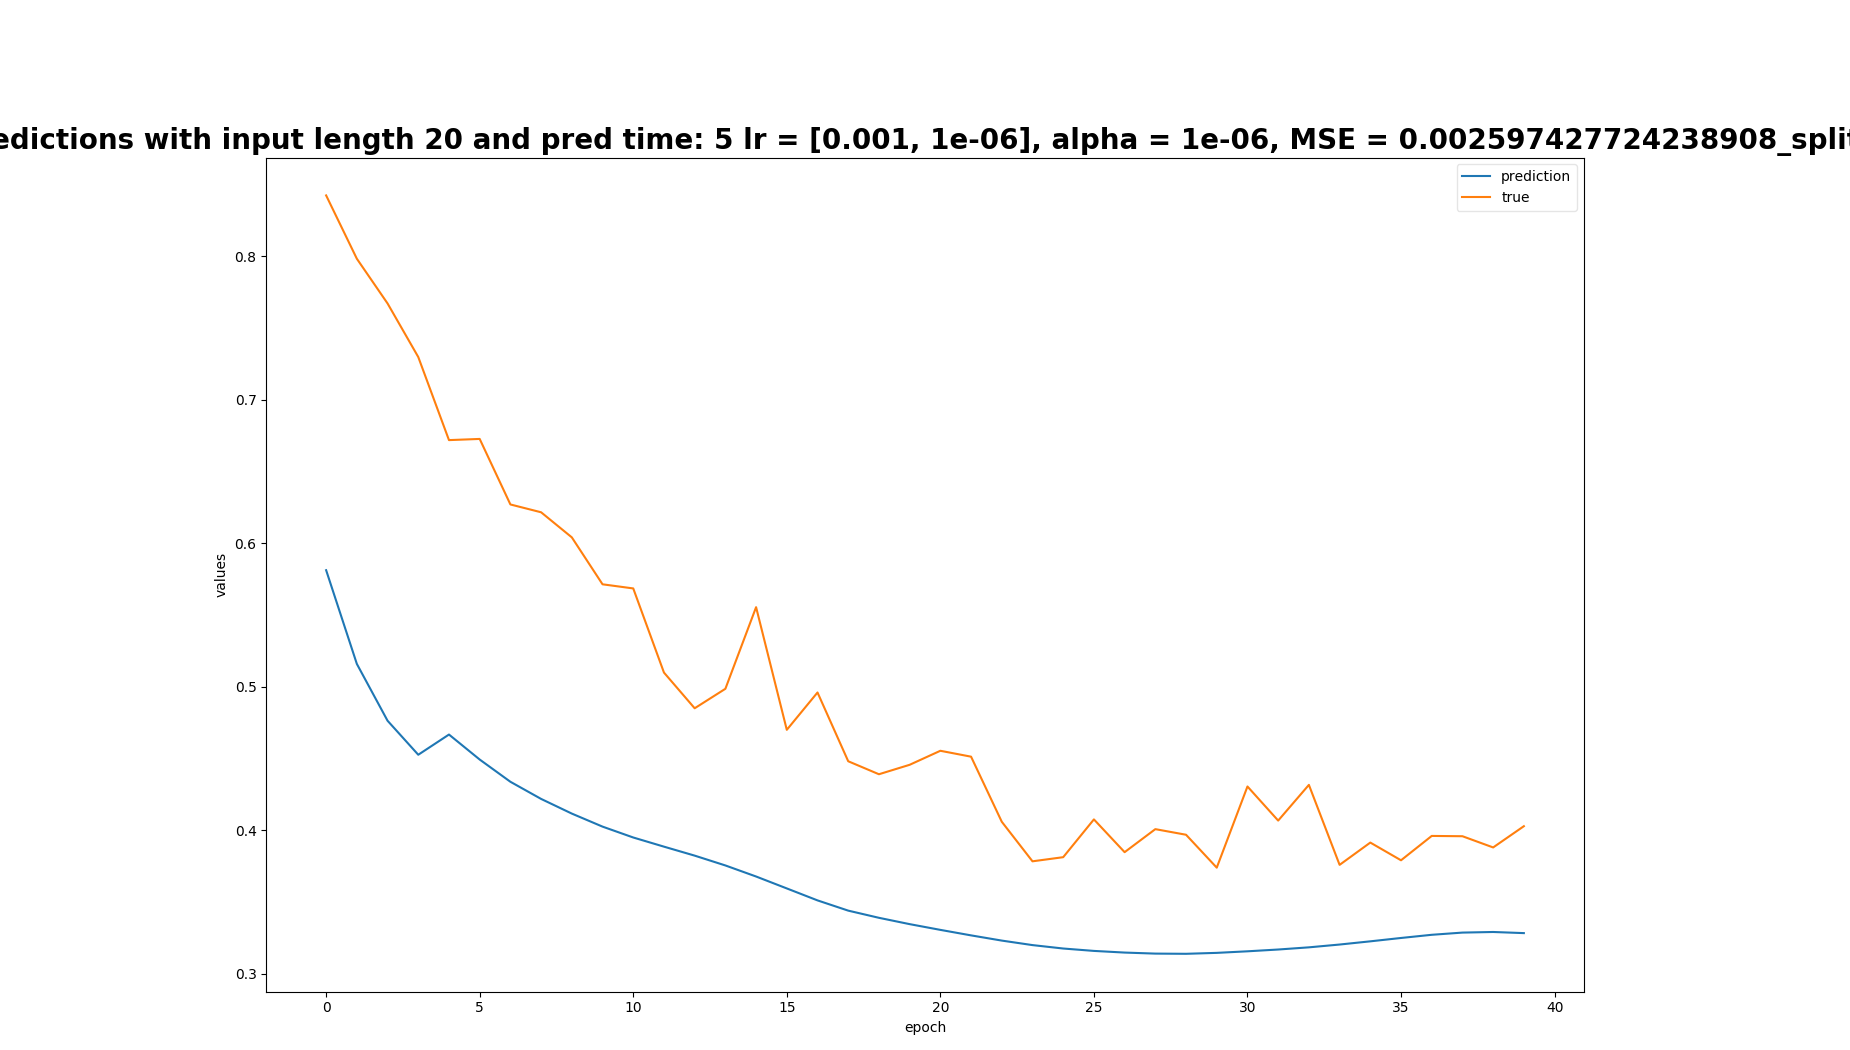 edictions with input length 20 and pred time: 5 lr = [0.001, 1e-06], alpha = 1e-06, MSE = 0.002597427724238908_split
prediction
true
0.8
0.7
0.6
0.5
0.4
0.3
values
0 5 10 15 20 25 30 35 40
epoch